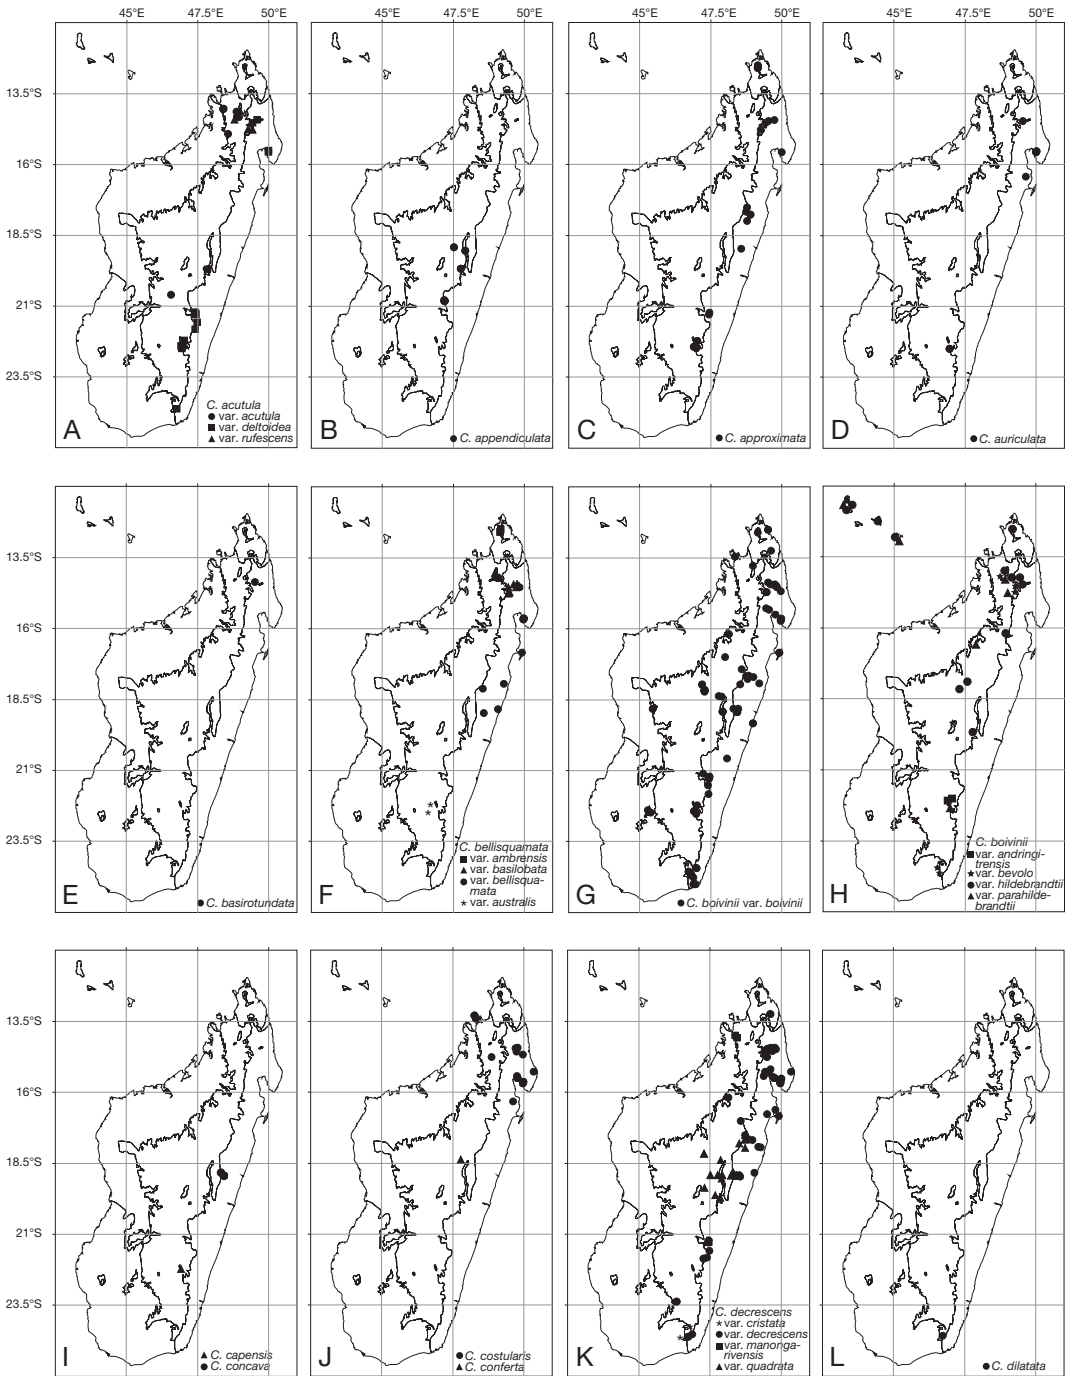 45°E 47.5°E 50°E 45°E 47.5°E 50°E 45°E 47.5°E 50°E 45°E 47.5°E 50°E
13.5°S
16°S
18.5°S
21°S
23.5°S
A
C. acutula
var. acutula
var. deltoidea
var. rufescens
B
C. appendiculata
C
C. approximata
D
C. auriculata
13.5°S
16°S
18.5°S
21°S
23.5°S
E
C. basirotundata
F
C. bellisquamata
var. ambrensis
var. basilobata
var. bellisqua-
mata
* var. australis
G
C. boivinii var. boivinii
H
C. boivinii
var. andringi-
trensis
var. bevolo
var. hildebrandtii
var. parahilde-
brandtii
13.5°S
16°S
18.5°S
21°S
23.5°S
I
C. capensis
C. concava
J
C. costularis
C. conferta
K
C. decrescens
* var. cristata
var. decrescens
var. manonga-
rivensis
var. quadrata
L
C. dilatata